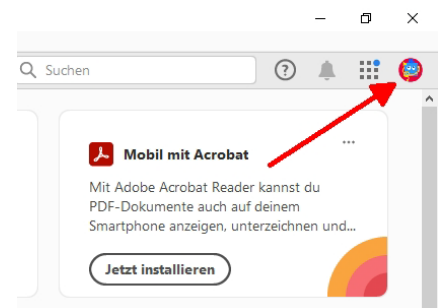 Suchen
Mobil mit Acrobat
Mit Adobe Acrobat Reader kannst du
PDF-Dokumente auch auf deinem
Smartphone anzeigen, unterzeichnen und...
Jetzt installieren